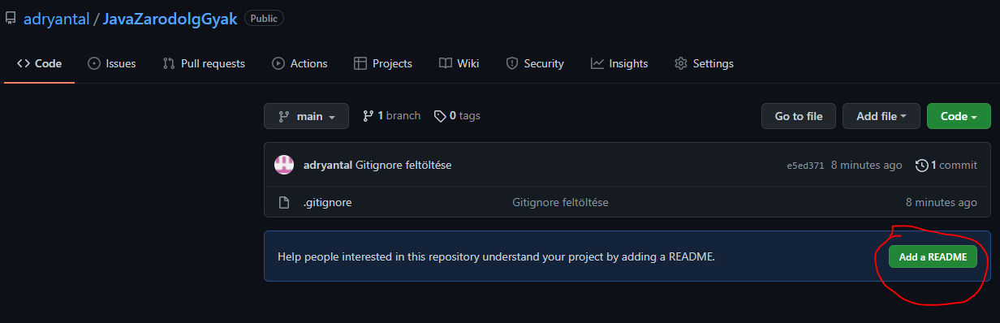 adryantal / JavaZarodolgGyak Public
Code Issues Pull requests Actions Projects Wiki Security Insights Settings
main 1 branch 0 tags Go to file Add file Code
adryantal Gitignore feltöltése e5ed371 8 minutes ago 1 commit
.gitignore Gitignore feltöltése 8 minutes ago
Help people interested in this repository understand your project by adding a README. Add a README